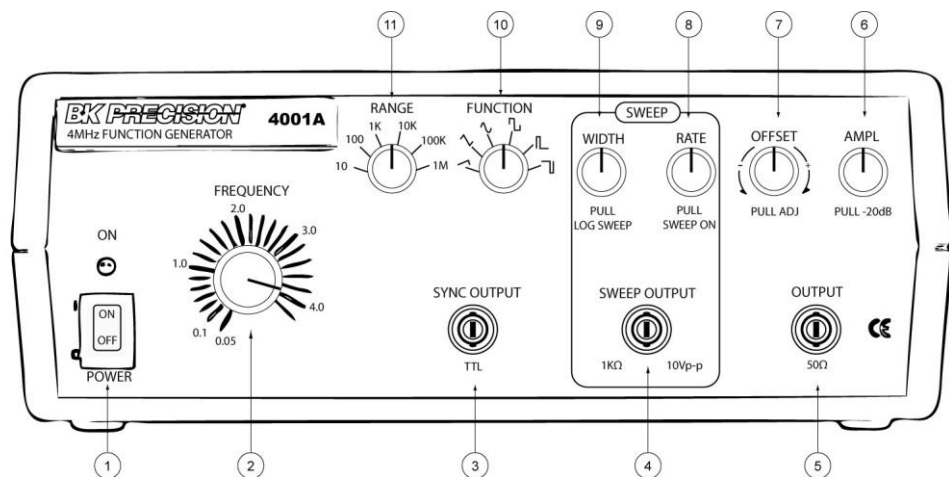 11
10
9
8
7
6
BK PRECISION® 4001A
4MHz FUNCTION GENERATOR
RANGE
10
100
1K
10K
100K
1M
FUNCTION
SWEEP
WIDTH
PULL
LOG SWEEP
RATE
PULL
SWEEP ON
OFFSET
- +
PULL ADJ
AMPL
PULL -20dB
FREQUENCY
0.05
0.1
1.0
2.0
3.0
4.0
ON
ON
OFF
POWER
SYNC OUTPUT
TTL
SWEEP OUTPUT
1KΩ 10Vp-p
OUTPUT
50Ω
CE
1
2
3
4
5